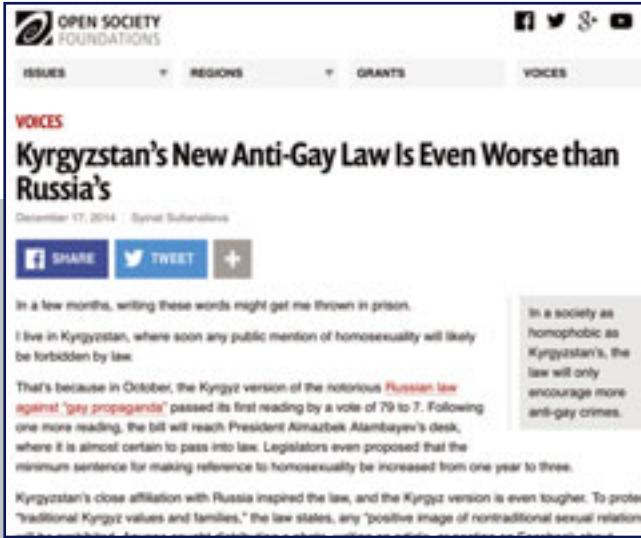 OPEN SOCIETY
FOUNDATIONS
ISSUES
REGIONS
GRANTS
VOICES
VOICES
Kyrgyzstan's New Anti-Gay Law Is Even Worse than
Russia's
December 17, 2014 Syinat Sultanalieva
SHARE
TWEET
In a few months, writing these words might get me thrown in prison.
I live in Kyrgyzstan, where soon any public mention of homosexuality will likely
be forbidden by law.
That's because in October, the Kyrgyz version of the notorious Russian law
against "gay propaganda" passed its first reading by a vote of 79 to 7. Following
one more reading, the bill will reach President Almazbek Atambayev's desk,
where it is almost certain to pass into law. Legislators even proposed that the
minimum sentence for making reference to homosexuality be increased from one year to three.
Kyrgyzstan's close affiliation with Russia inspired the law, and the Kyrgyz version is even tougher. To protec
"traditional Kyrgyz values and families," the law states, any "positive image of nontraditional sexual relation
In a society as
homophobic as
Kyrgyzstan's, the
law will only
encourage more
anti-gay crimes.